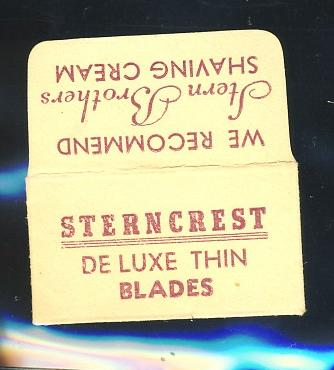 WE RECOMMEND
Stern Brothers
SHAVING CREAM
STERNCREST
DE LUXE THIN
BLADES